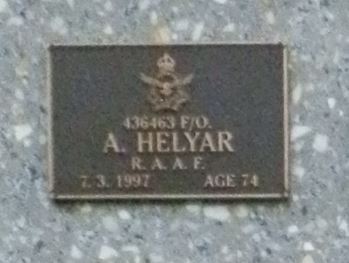 436463 F/O.
A. HELYAR
R. A. A. F.
7. 3. 1997 AGE 74